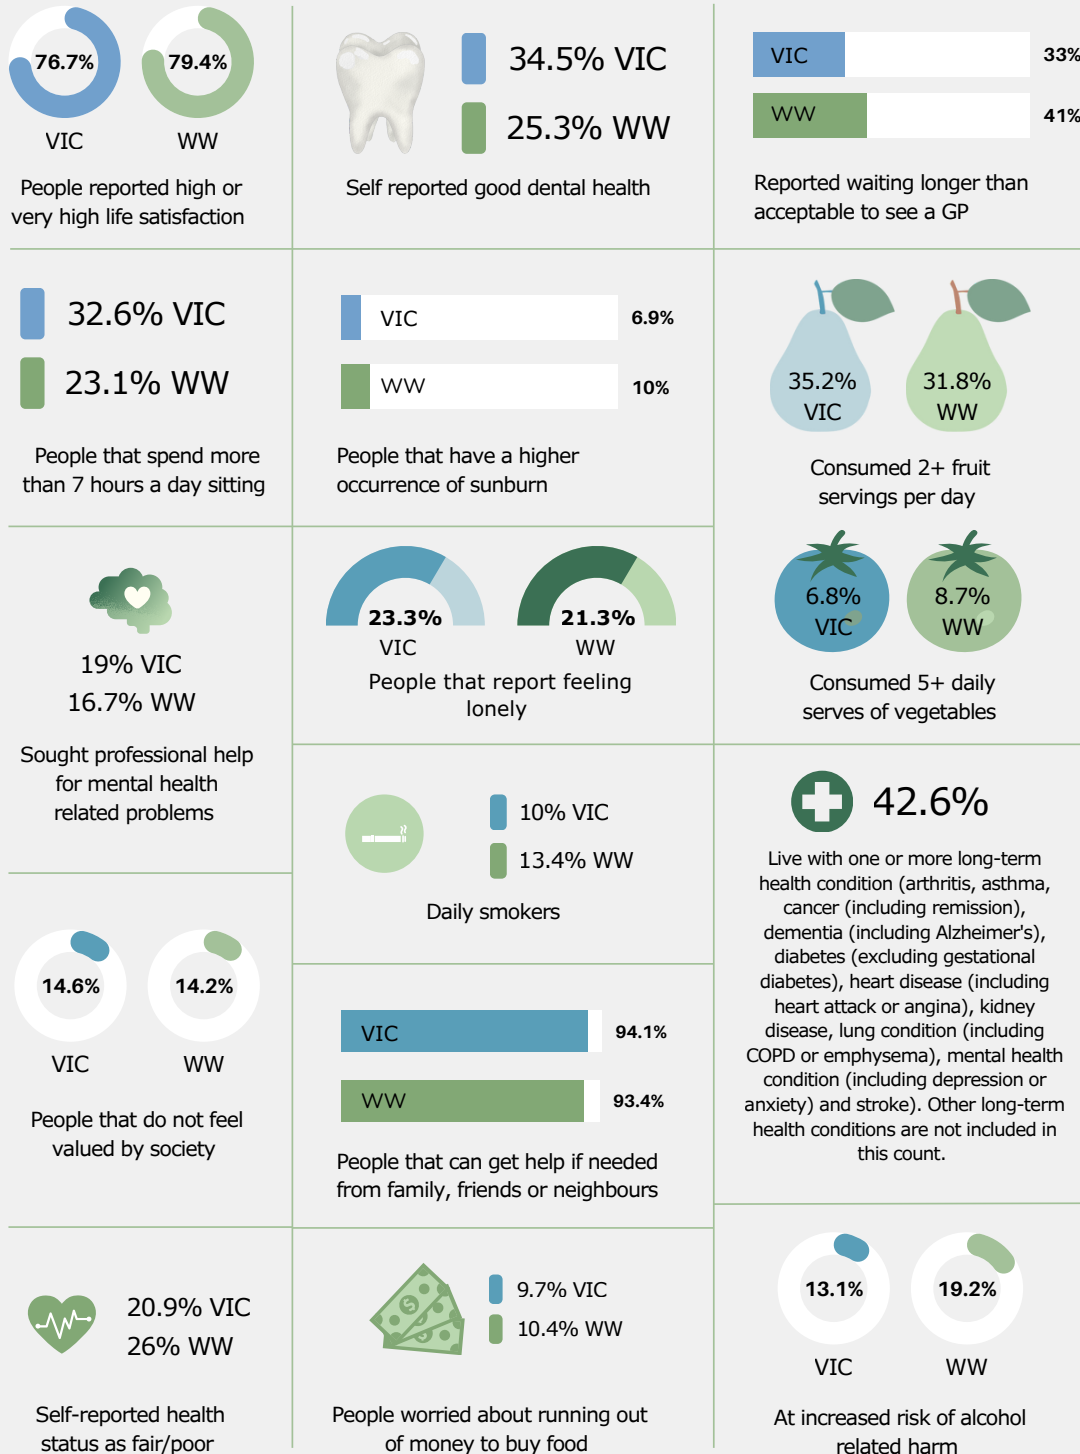 76.7%
79.4%
VIC
WW
People reported high or
very high life satisfaction
34.5% VIC
25.3% WW
Self reported good dental health
VIC
33%
WW
41%
Reported waiting longer than
acceptable to see a GP
32.6% VIC
23.1% WW
People that spend more
than 7 hours a day sitting
VIC
6.9%
WW
10%
People that have a higher
occurrence of sunburn
35.2%
VIC
31.8%
WW
Consumed 2+ fruit
servings per day
6.8%
VIC
8.7%
WW
Consumed 5+ daily
serves of vegetables
19% VIC
16.7% WW
Sought professional help
for mental health
related problems
23.3%
VIC
21.3%
WW
People that report feeling
lonely
10% VIC
13.4% WW
Daily smokers
42.6%
Live with one or more long-term
health condition (arthritis, asthma,
cancer (including remission),
dementia (including Alzheimer's),
diabetes (excluding gestational
diabetes), heart disease (including
heart attack or angina), kidney
disease, lung condition (including
COPD or emphysema), mental health
condition (including depression or
anxiety) and stroke). Other long-term
health conditions are not included in
this count.
14.6%
14.2%
VIC
WW
People that do not feel
valued by society
VIC
94.1%
WW
93.4%
People that can get help if needed
from family, friends or neighbours
20.9% VIC
26% WW
Self-reported health
status as fair/poor
9.7% VIC
10.4% WW
People worried about running out
of money to buy food
13.1%
19.2%
VIC
WW
At increased risk of alcohol
related harm